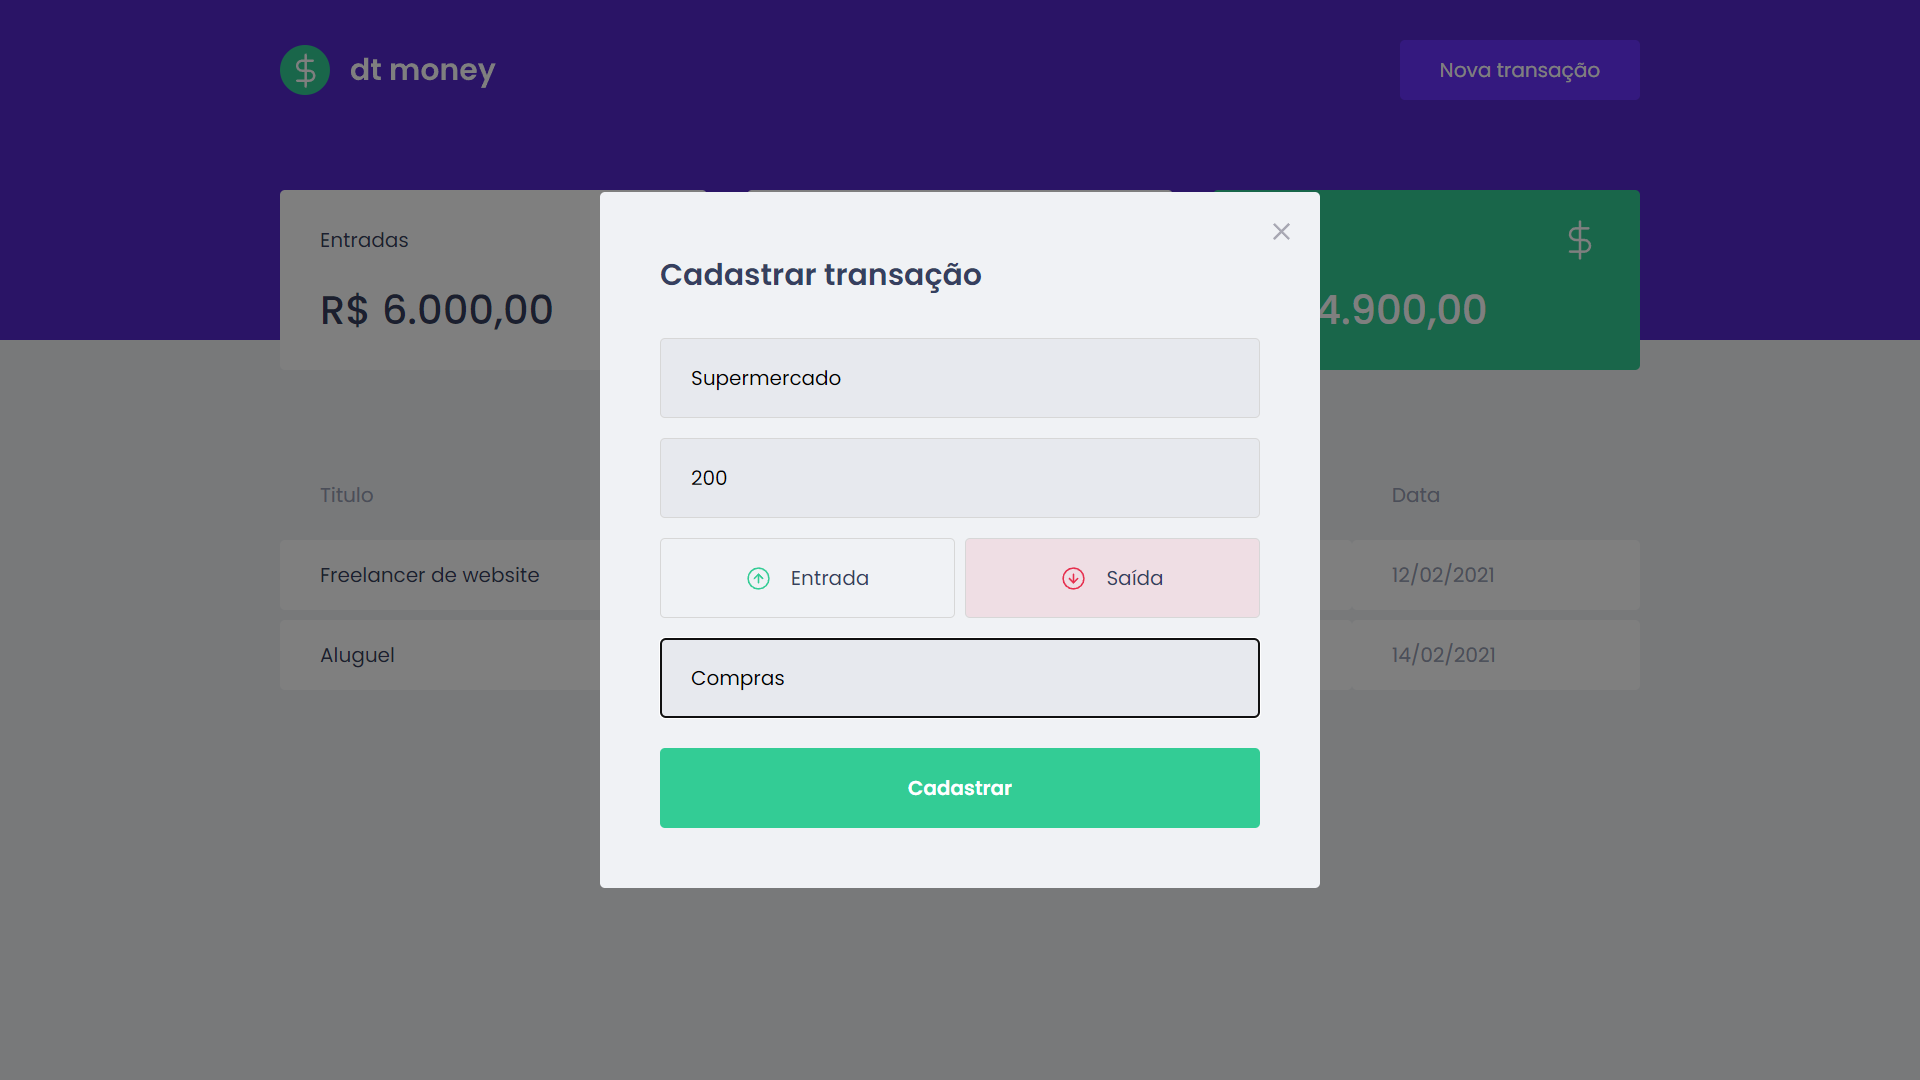 dt money
Nova transação
Entradas
R$ 6.000,00
4.900,00
Cadastrar transação
Supermercado
200
Entrada
Saída
Compras
Cadastrar
Titulo
Data
Freelancer de website
12/02/2021
Aluguel
14/02/2021